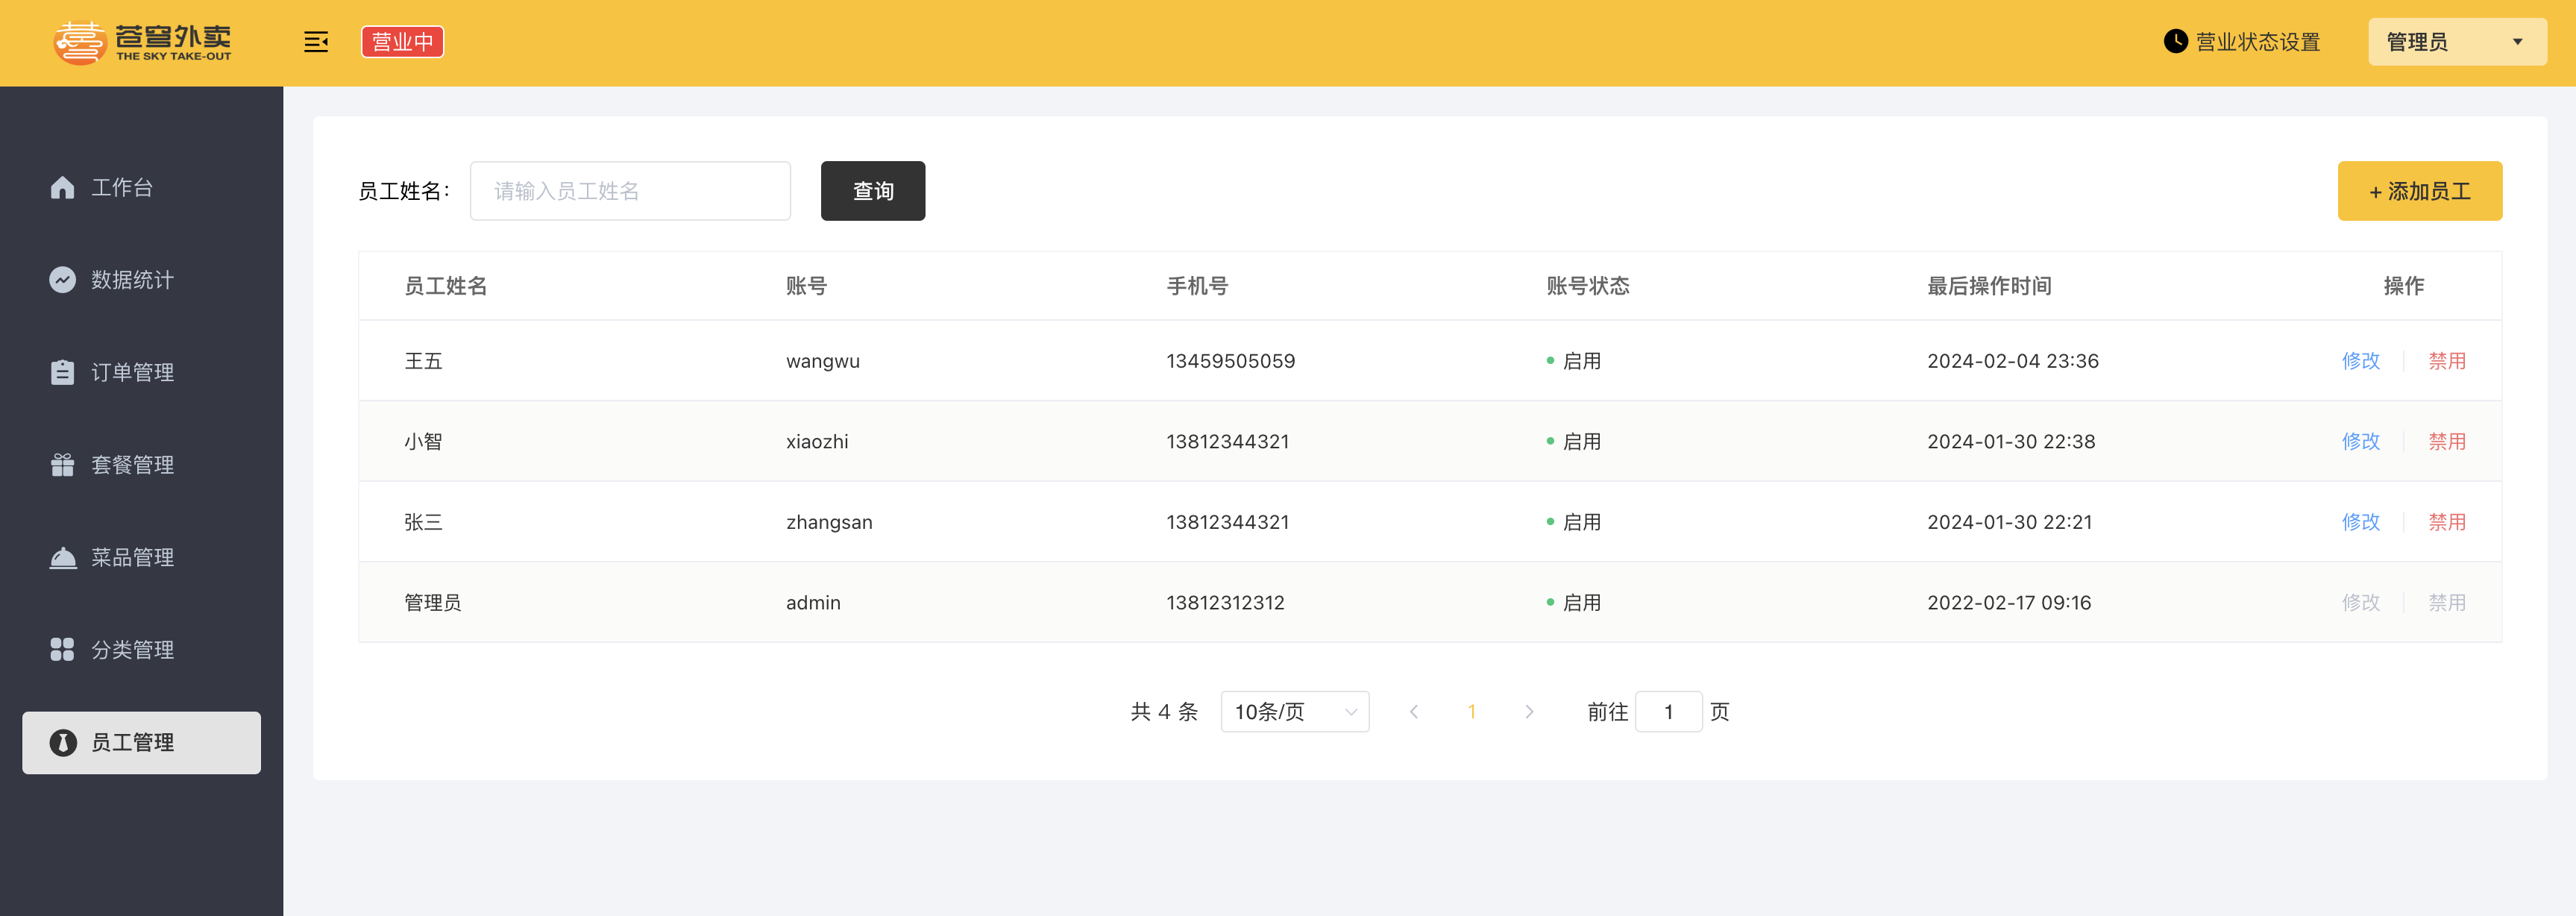 苍穹外卖
THE SKY TAKE-OUT
营业中
营业状态设置
管理员
工作台
数据统计
订单管理
套餐管理
菜品管理
分类管理
员工管理
员工姓名：
请输入员工姓名
查询
+ 添加员工
员工姓名 账号 手机号 账号状态 最后操作时间 操作
王五 wangwu 13459505059 启用 2024-02-04 23:36 修改 禁用
小智 xiaozhi 13812344321 启用 2024-01-30 22:38 修改 禁用
张三 zhangsan 13812344321 启用 2024-01-30 22:21 修改 禁用
管理员 admin 13812312312 启用 2022-02-17 09:16 修改 禁用
共 4 条 10条/页 1 前往 1 页